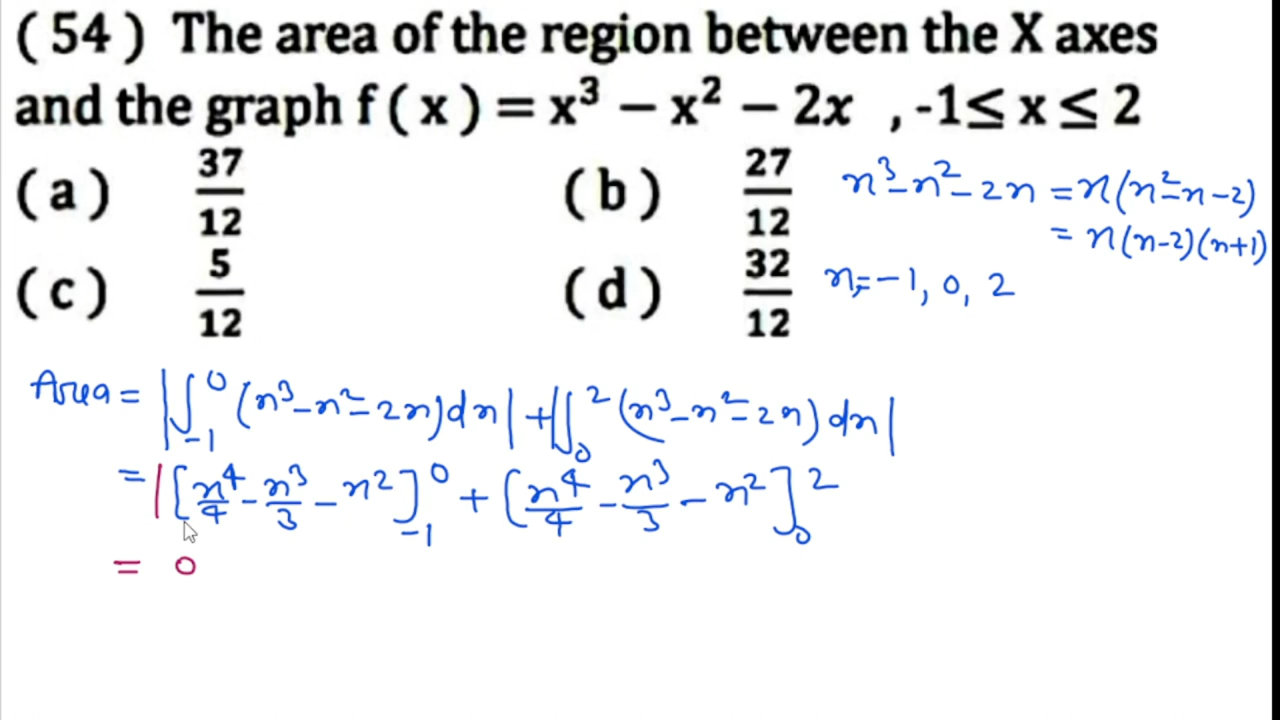 ( 54 ) The area of the region between the X axes
and the graph f ( x ) = x³ − x² − 2x , -1≤ x ≤ 2
( a ) 37/12 ( b ) 27/12
( c ) 5/12 ( d ) 32/12
x³-x²-2x = x(x²-x-2)
= x(x-2)(x+1)
x = -1, 0, 2
Area = |∫₋₁⁰ (x³-x²-2x)dx| + |∫₀² (x³-x²-2x)dx|
= |[x⁴/4 - x³/3 - x²]₋₁⁰ + [x⁴/4 - x³/3 - x²]₀²
= 0